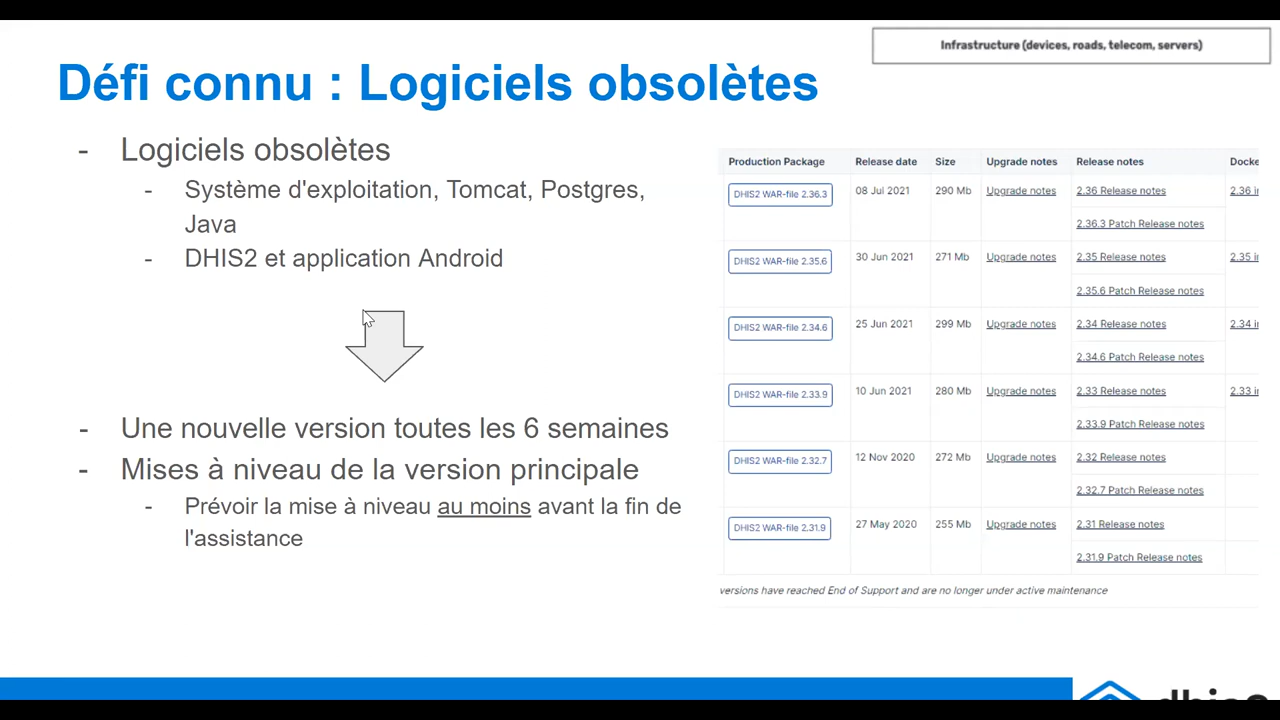 Infrastructure (devices, roads, telecom, servers)
Défi connu : Logiciels obsolètes
- Logiciels obsolètes
- Système d'exploitation, Tomcat, Postgres,
Java
- DHIS2 et application Android
- Une nouvelle version toutes les 6 semaines
- Mises à niveau de la version principale
- Prévoir la mise à niveau au moins avant la fin de
l'assistance
Production Package Release date Size Upgrade notes Release notes
DHIS2 WAR-file 2.36.3 08 Jul 2021 290 Mb Upgrade notes 2.36 Release notes 2.36
2.36.3 Patch Release notes
DHIS2 WAR-file 2.35.6 30 Jun 2021 271 Mb Upgrade notes 2.35 Release notes 2.35
2.35.6 Patch Release notes
DHIS2 WAR-file 2.34.6 25 Jun 2021 299 Mb Upgrade notes 2.34 Release notes 2.34
2.34.6 Patch Release notes
DHIS2 WAR-file 2.33.9 10 Jun 2021 280 Mb Upgrade notes 2.33 Release notes 2.33
2.33.9 Patch Release notes
DHIS2 WAR-file 2.32.7 12 Nov 2020 272 Mb Upgrade notes 2.32 Release notes
2.32.7 Patch Release notes
DHIS2 WAR-file 2.31.9 27 May 2020 255 Mb Upgrade notes 2.31 Release notes
2.31.9 Patch Release notes
versions have reached End of Support and are no longer under active maintenance